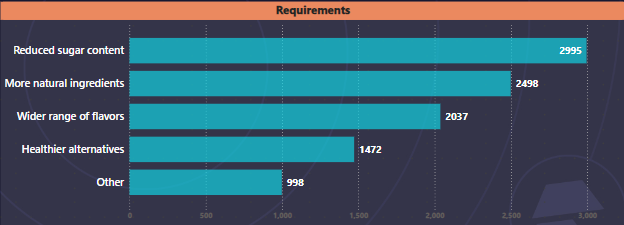 Requirements
Reduced sugar content 2995
More natural ingredients 2498
Wider range of flavors 2037
Healthier alternatives 1472
Other 998
0 500 1,000 1,500 2,000 2,500 3,000